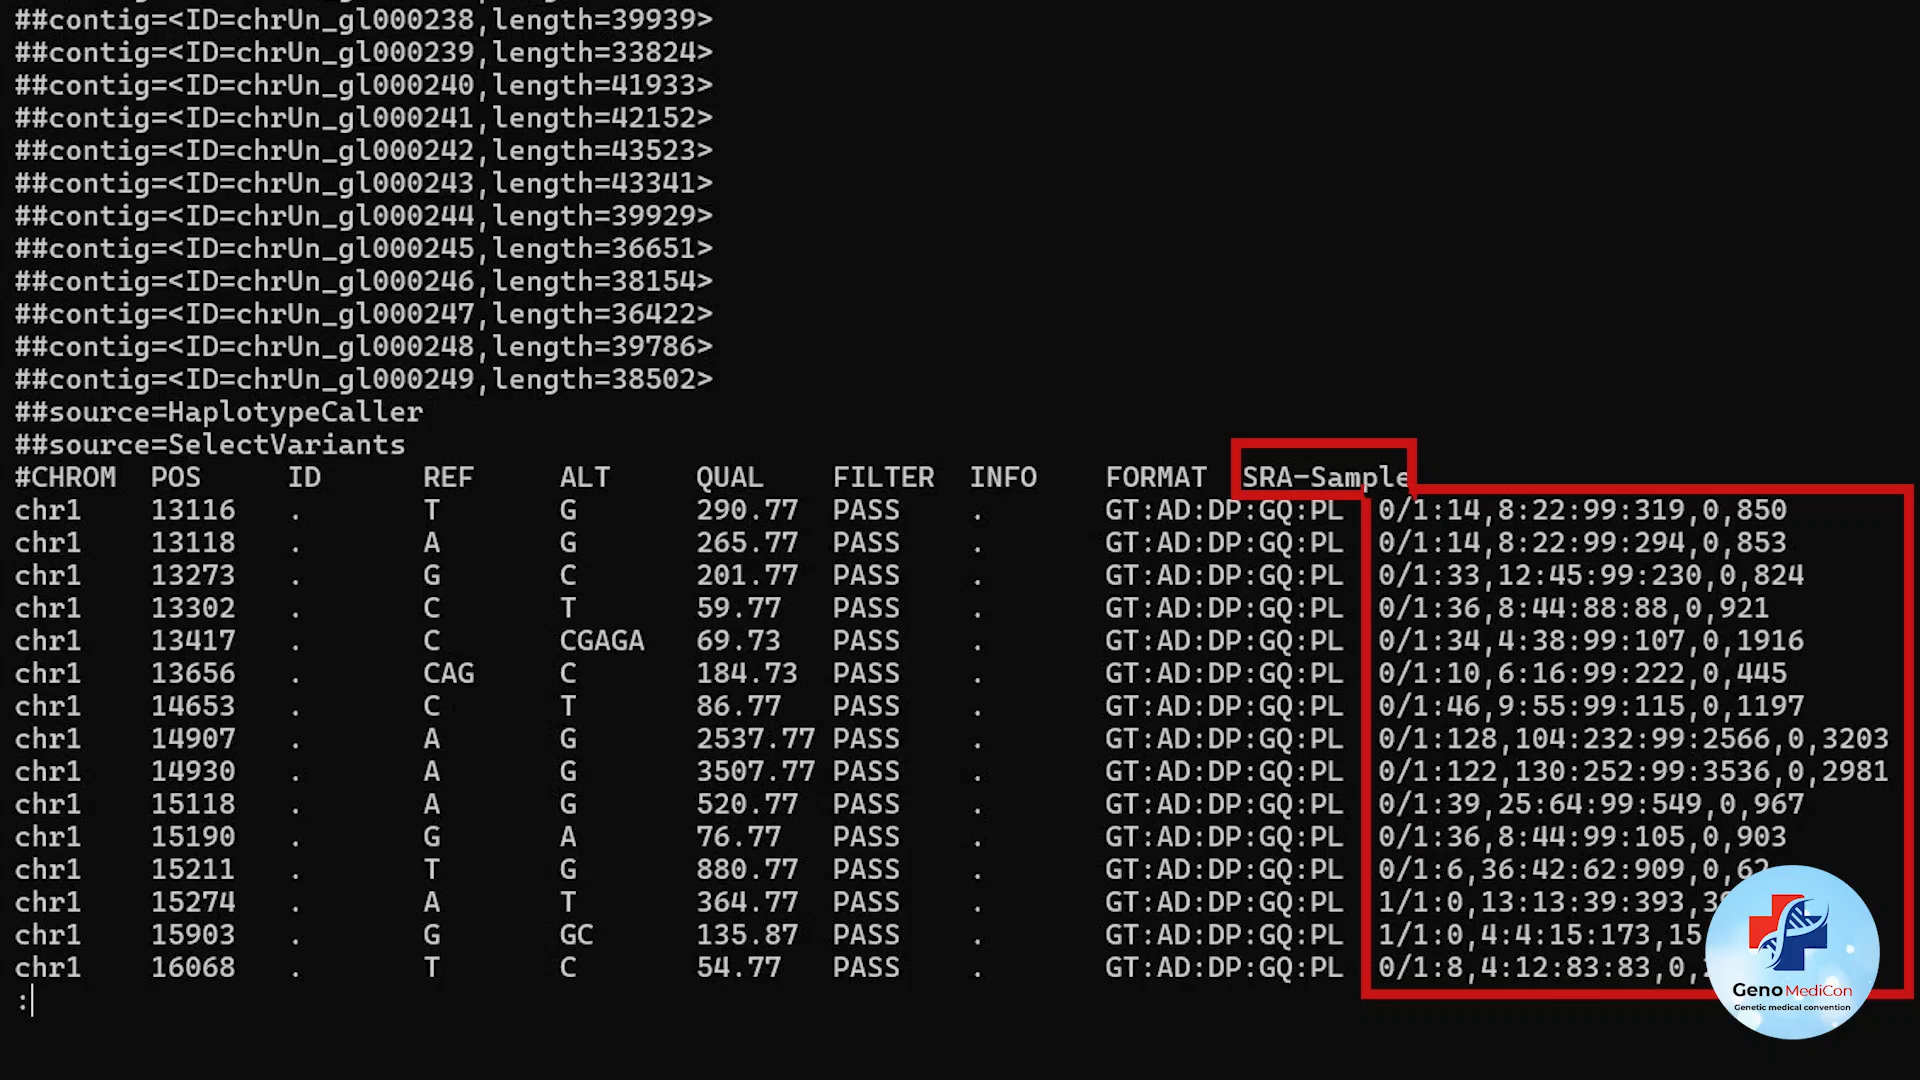 ##contig=<ID=chrUn_gl000238,length=39939>
##contig=<ID=chrUn_gl000239,length=33824>
##contig=<ID=chrUn_gl000240,length=41933>
##contig=<ID=chrUn_gl000241,length=42152>
##contig=<ID=chrUn_gl000242,length=43523>
##contig=<ID=chrUn_gl000243,length=43341>
##contig=<ID=chrUn_gl000244,length=39929>
##contig=<ID=chrUn_gl000245,length=36651>
##contig=<ID=chrUn_gl000246,length=38154>
##contig=<ID=chrUn_gl000247,length=36422>
##contig=<ID=chrUn_gl000248,length=39786>
##contig=<ID=chrUn_gl000249,length=38502>
##source=HaplotypeCaller
##source=SelectVariants
#CHROM POS ID REF ALT QUAL FILTER INFO FORMAT SRA-Sample
chr1 13116 . T G 290.77 PASS . GT:AD:DP:GQ:PL 0/1:14,8:22:99:319,0,850
chr1 13118 . A G 265.77 PASS . GT:AD:DP:GQ:PL 0/1:14,8:22:99:294,0,853
chr1 13273 . G C 201.77 PASS . GT:AD:DP:GQ:PL 0/1:33,12:45:99:230,0,824
chr1 13302 . C T 59.77 PASS . GT:AD:DP:GQ:PL 0/1:36,8:44:88:88,0,921
chr1 13417 . C CGAGA 69.73 PASS . GT:AD:DP:GQ:PL 0/1:34,4:38:99:107,0,1916
chr1 13656 . CAG C 184.73 PASS . GT:AD:DP:GQ:PL 0/1:10,6:16:99:222,0,445
chr1 14653 . C T 86.77 PASS . GT:AD:DP:GQ:PL 0/1:46,9:55:99:115,0,1197
chr1 14907 . A G 2537.77 PASS . GT:AD:DP:GQ:PL 0/1:128,104:232:99:2566,0,3203
chr1 14930 . A G 3507.77 PASS . GT:AD:DP:GQ:PL 0/1:122,130:252:99:3536,0,2981
chr1 15118 . A G 520.77 PASS . GT:AD:DP:GQ:PL 0/1:39,25:64:99:549,0,967
chr1 15190 . G A 76.77 PASS . GT:AD:DP:GQ:PL 0/1:36,8:44:99:105,0,903
chr1 15211 . T G 880.77 PASS . GT:AD:DP:GQ:PL 0/1:6,36:42:62:909,0,62
chr1 15274 . A T 364.77 PASS . GT:AD:DP:GQ:PL 1/1:0,13:13:39:393,3
chr1 15903 . G GC 135.87 PASS . GT:AD:DP:GQ:PL 1/1:0,4:4:15:173,15
chr1 16068 . T C 54.77 PASS . GT:AD:DP:GQ:PL 0/1:8,4:12:83:83,0,
:
Geno MediCon
Genetic medical convention